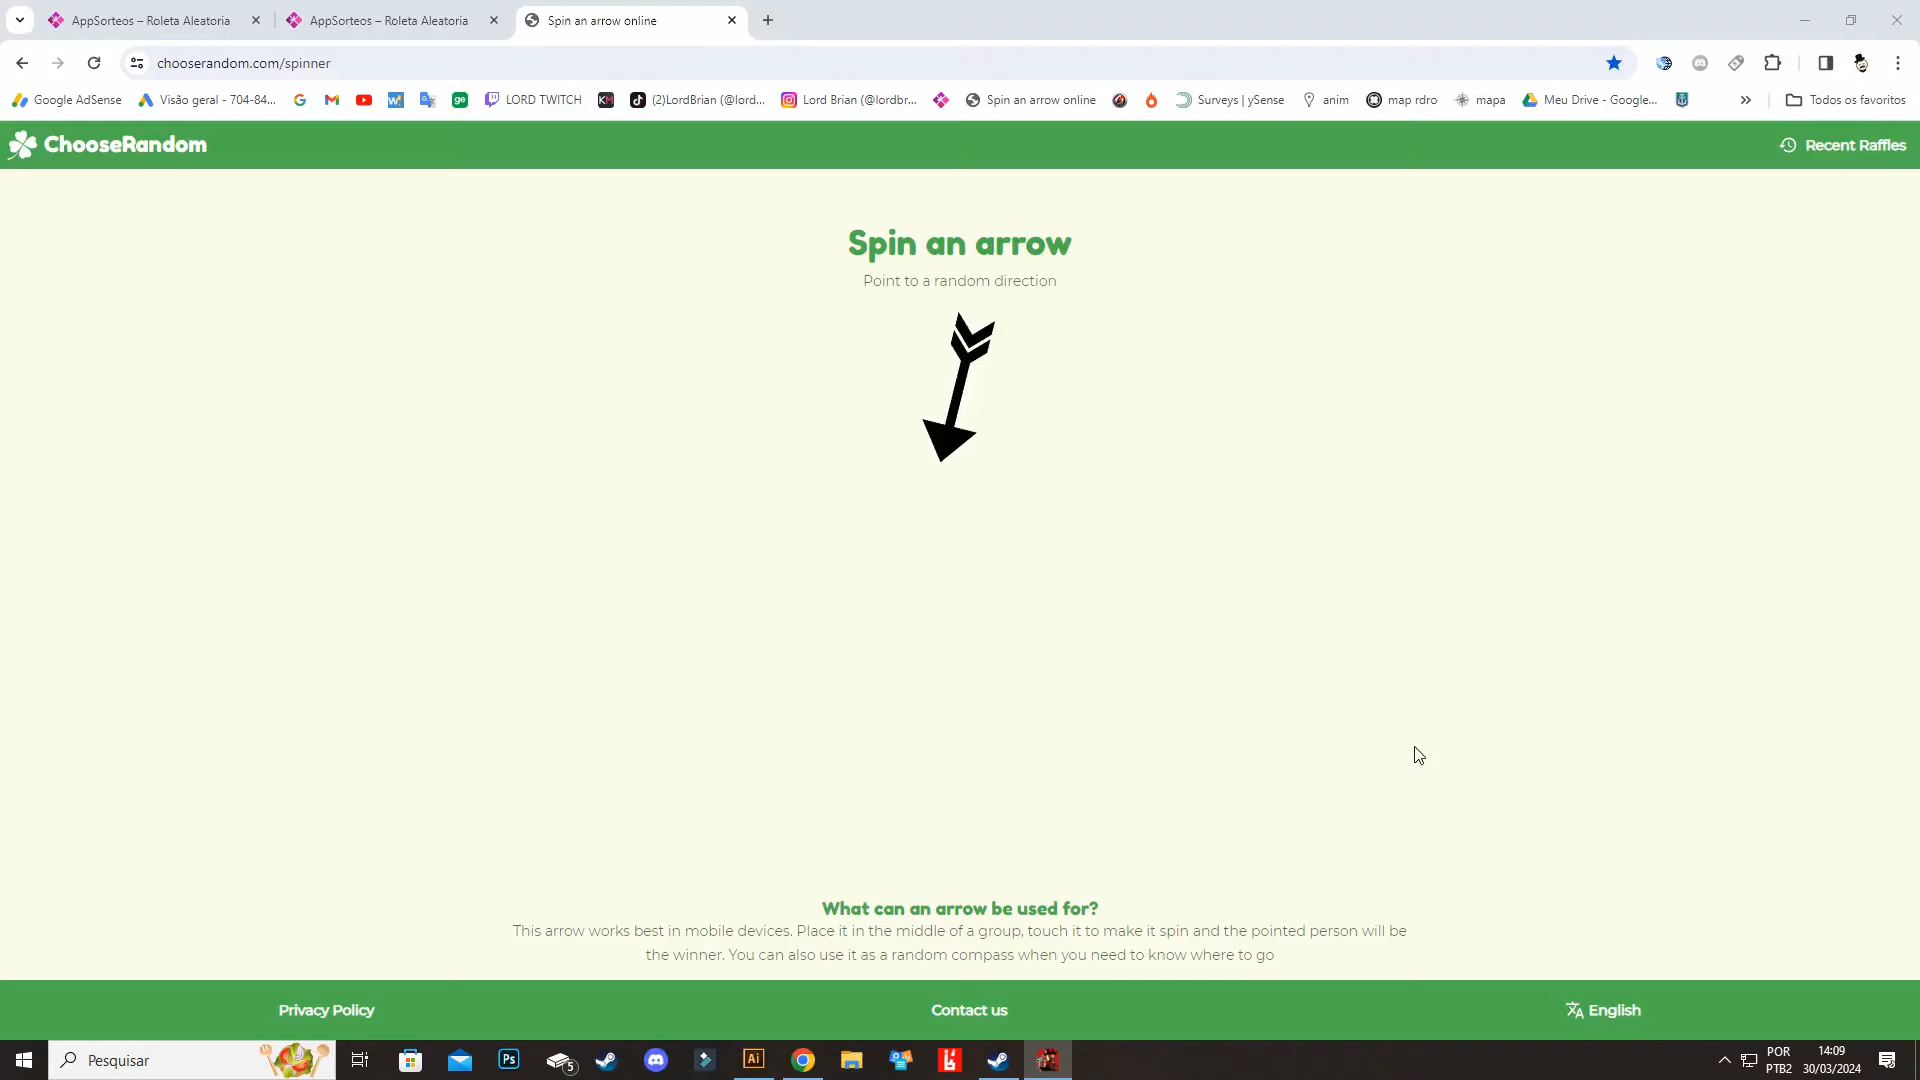 AppSorteos – Roleta Aleatoria
AppSorteos – Roleta Aleatoria
Spin an arrow online
chooserandom.com/spinner
Google AdSense
Visão geral - 704-84...
LORD TWITCH
KM
(2)LordBrian (@lord...
Lord Brian (@lordbr...
Spin an arrow online
Surveys | ySense
anim
map rdro
mapa
Meu Drive - Google...
Todos os favoritos
ChooseRandom
Recent Raffles
Spin an arrow
Point to a random direction
What can an arrow be used for?
This arrow works best in mobile devices. Place it in the middle of a group, touch it to make it spin and the pointed person will be
the winner. You can also use it as a random compass when you need to know where to go
Privacy Policy
Contact us
English
Pesquisar
Ps
5
Ai
POR
PTB2
14:09
30/03/2024